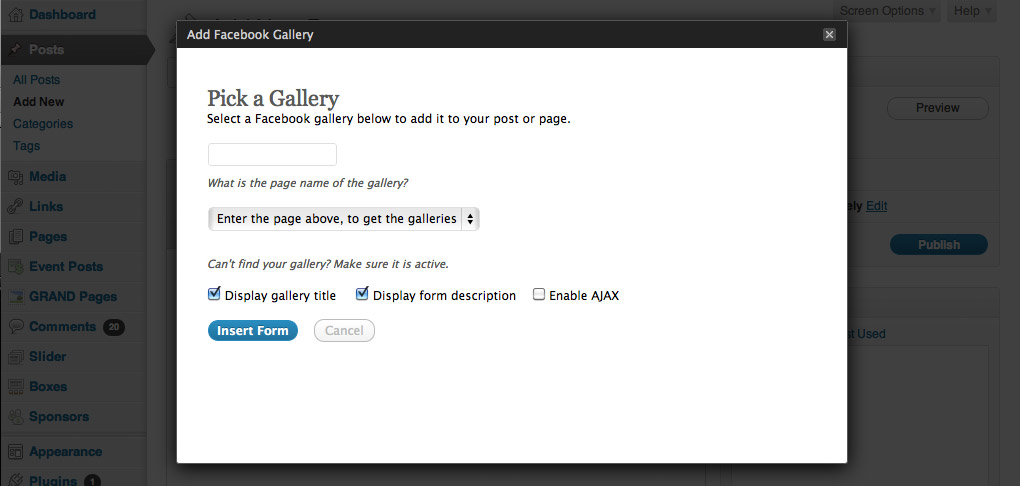 Dashboard
Posts
All Posts
Add New
Categories
Tags
Media
Links
Pages
Event Posts
GRAND Pages
Comments 20
Slider
Boxes
Sponsors
Appearance
Plugins 1
Screen Options
Help
Add Facebook Gallery
Pick a Gallery
Select a Facebook gallery below to add it to your post or page.
What is the page name of the gallery?
Enter the page above, to get the galleries
Can't find your gallery? Make sure it is active.
Display gallery title
Display form description
Enable AJAX
Insert Form
Cancel
Preview
Edit
Publish
Used